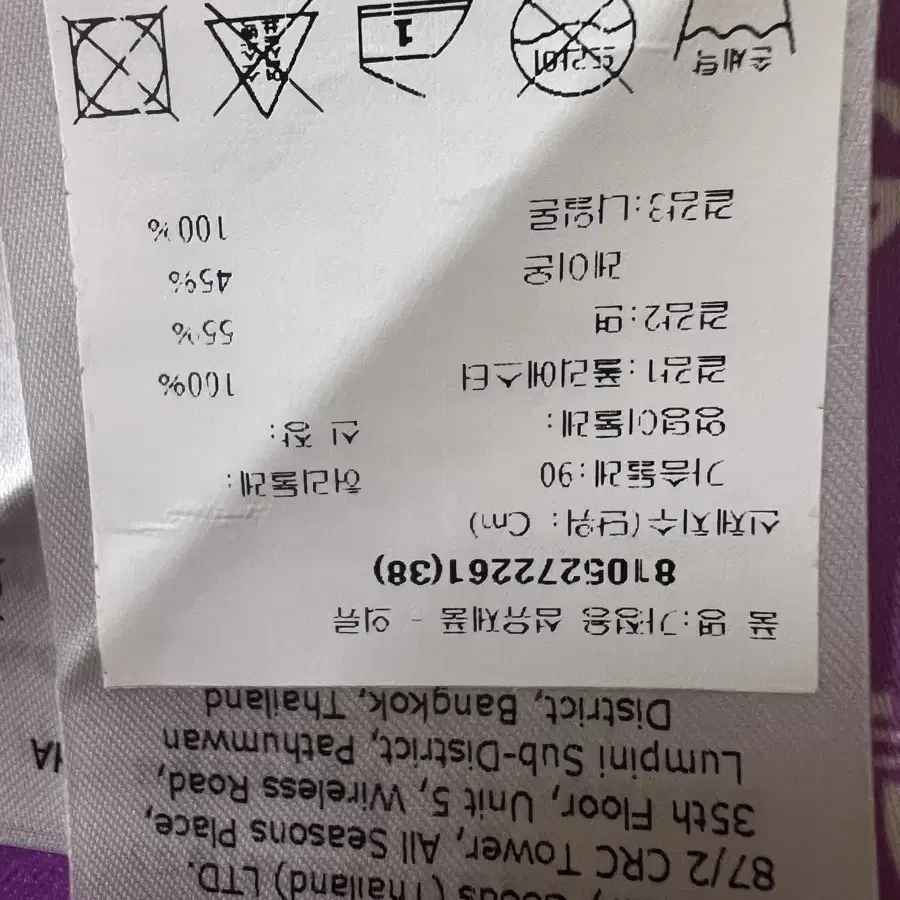 Goods (Thailand) LTD.
87/2 CRC Tower, All Seasons Place,
35th Floor, Unit 5, Wireless Road,
Lumpini Sub-District, Pathumwan
District, Bangkok, Thailand
품 명:가정용 섬유제품 - 의류
8105272261(38)
신체치수(단위: Cm)
가슴둘레:90 허리둘레:
엉덩이둘레: 신 장:
겉감1:폴리에스터 100%
겉감2:면 55%
레이온 45%
겉감3:나일론 100%
손세탁 드라이 1